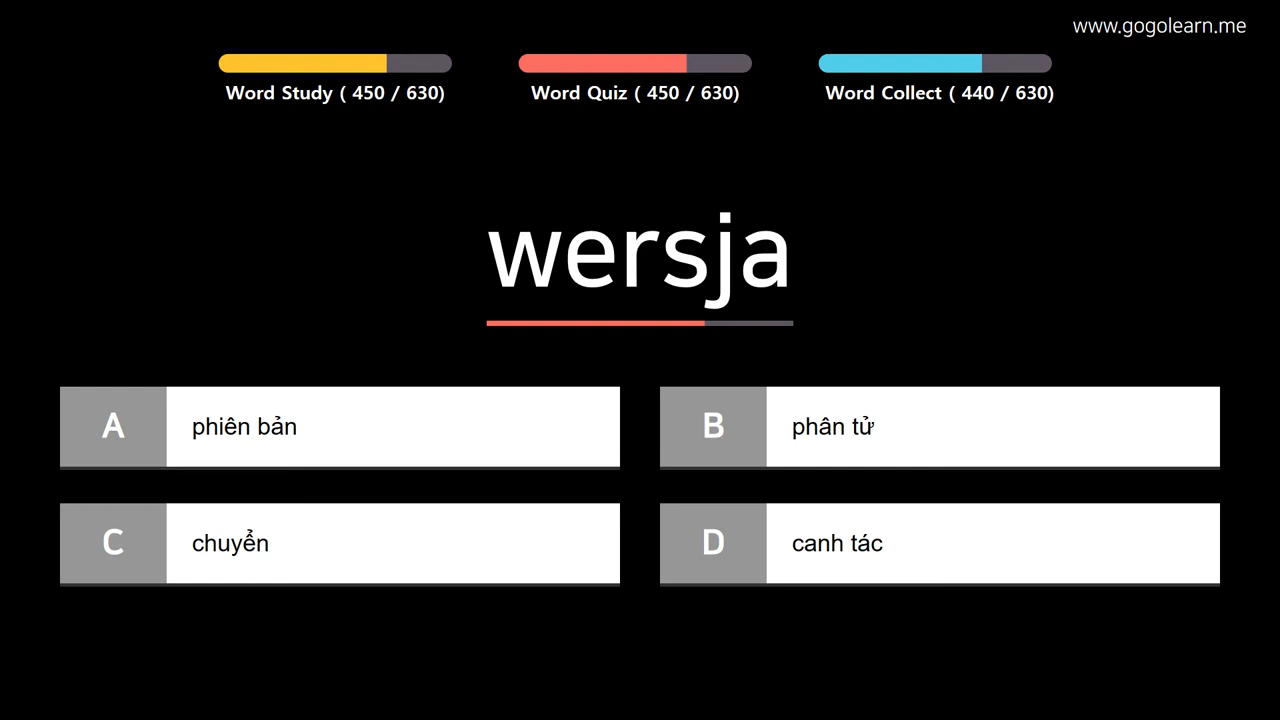 www.gogolearn.me
Word Study ( 450 / 630)
Word Quiz ( 450 / 630)
Word Collect ( 440 / 630)
wersja
A phiên bản
B phân tử
C chuyển
D canh tác